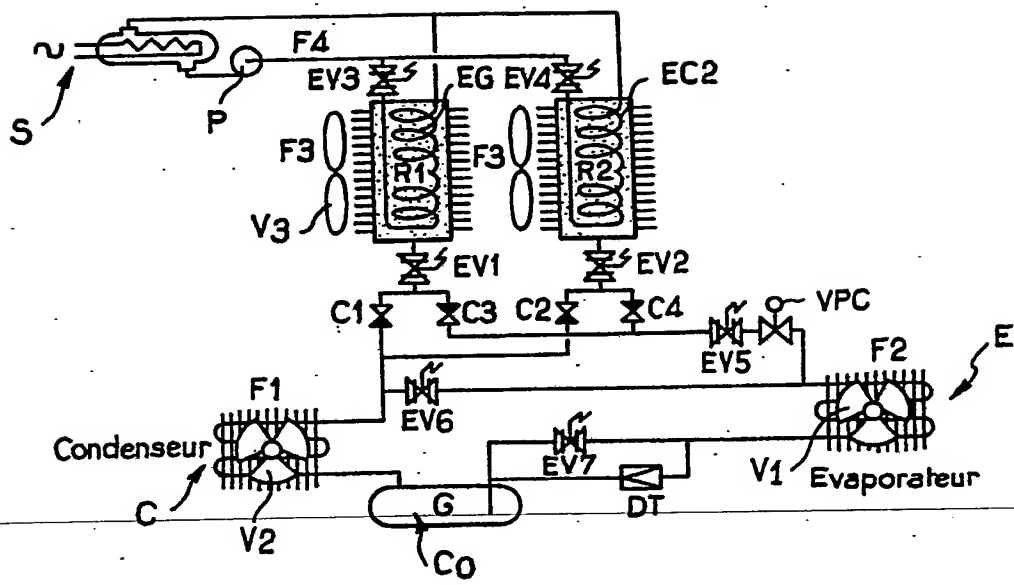 F4
EV3
EV4
EG
EC2
S
P
F3
R1
F3
R2
V3
EV1
EV2
C1
C3
C2
C4
VPC
EV5
F2
E
F1
EV6
Condenseur
EV7
V1
Evaporateur
C
G
DT
V2
Co